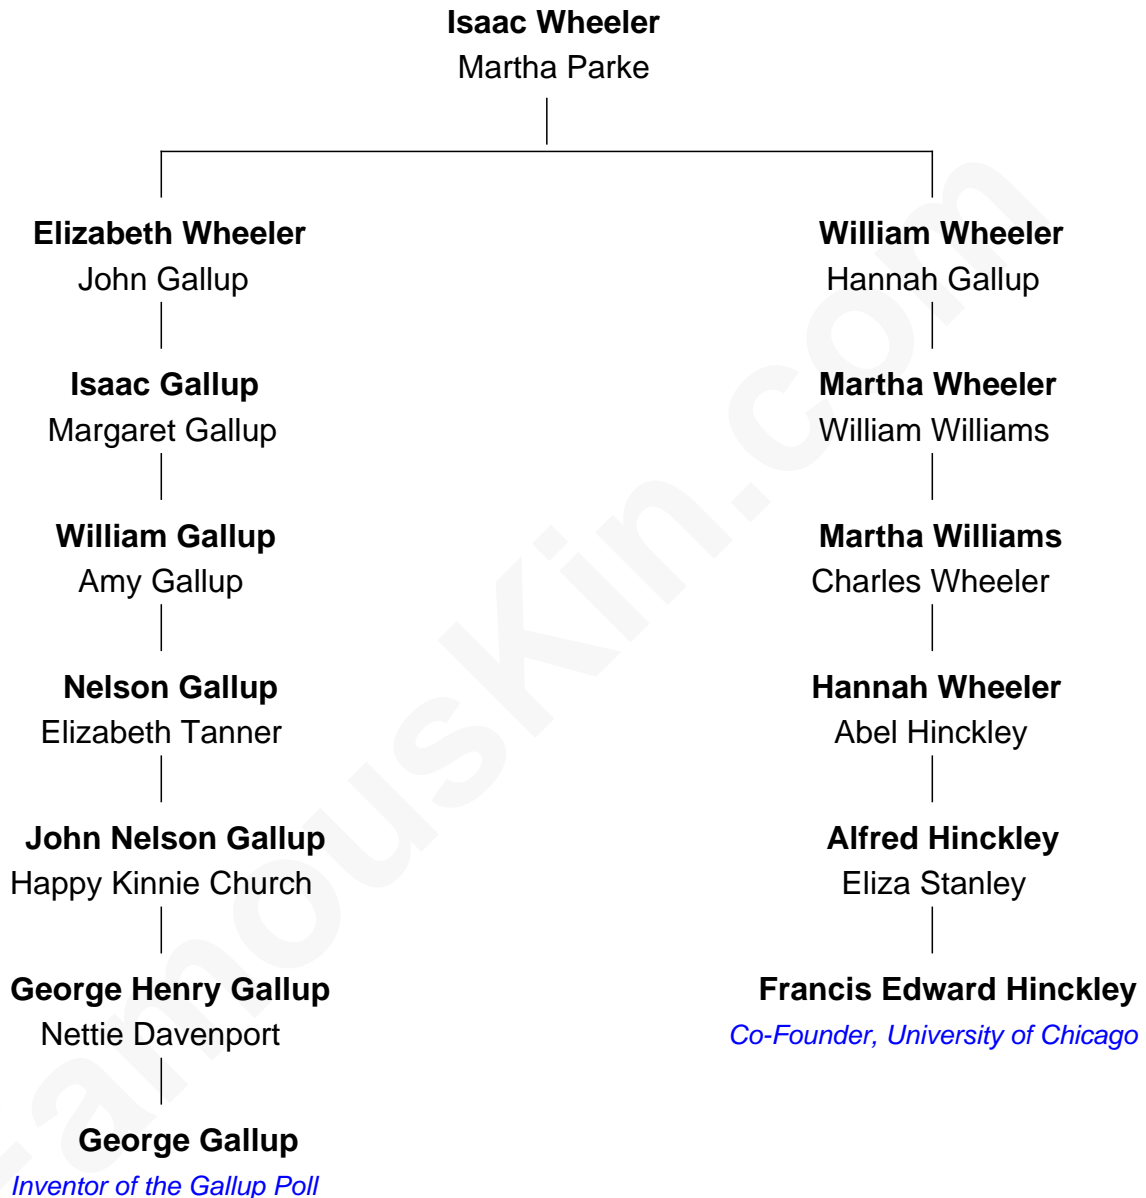 Isaac Wheeler
Martha Parke
Elizabeth Wheeler
John Gallup
William Wheeler
Hannah Gallup
Isaac Gallup
Margaret Gallup
Martha Wheeler
William Williams
William Gallup
Amy Gallup
Martha Williams
Charles Wheeler
Nelson Gallup
Elizabeth Tanner
Hannah Wheeler
Abel Hinckley
John Nelson Gallup
Happy Kinnie Church
Alfred Hinckley
Eliza Stanley
George Henry Gallup
Nettie Davenport
Francis Edward Hinckley
Co-Founder, University of Chicago
George Gallup
Inventor of the Gallup Poll
FamousKin.com